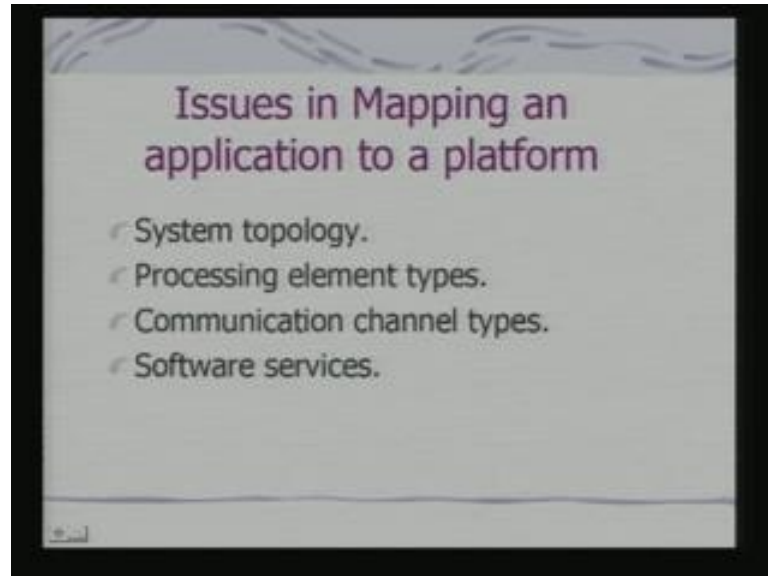 Issues in Mapping an
application to a platform
System topology.
Processing element types.
Communication channel types.
Software services.